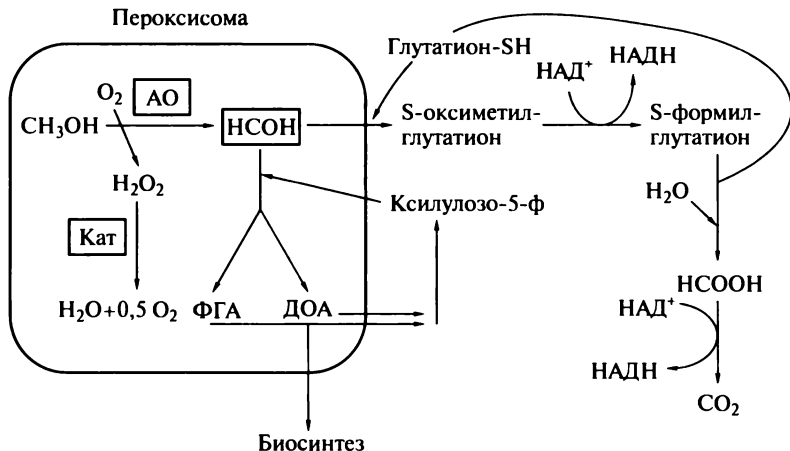 Пероксисома
Глутатион-SH
НАД⁺
НАДН
O₂
АО
CH₃OH
HCOH
S-оксиметил-
глутатион
S-формил-
глутатион
H₂O₂
Ксилулозо-5-ф
H₂O
Кат
HCOOH
H₂O+0,5 O₂
ФГА
ДОА
НАД⁺
НАДН
CO₂
Биосинтез